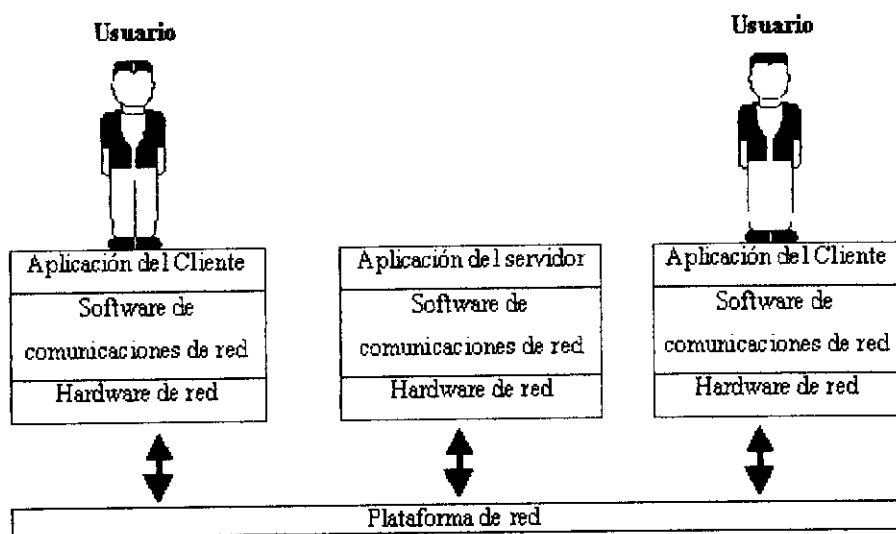 Usuario
Usuario
Aplicación del Cliente
Software de
comunicaciones de red
Hardware de red
Aplicación del servidor
Software de
comunicaciones de red
Hardware de red
Aplicación del Cliente
Software de
comunicaciones de red
Hardware de red
Plataforma de red